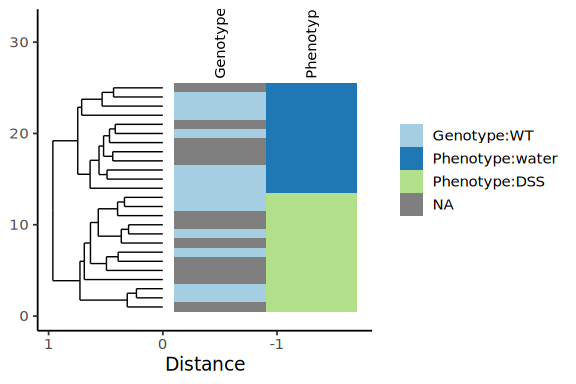 Genotype
Phenotyp
30
20
10
0
1
0
-1
Distance
Genotype:WT
Phenotype:water
Phenotype:DSS
NA